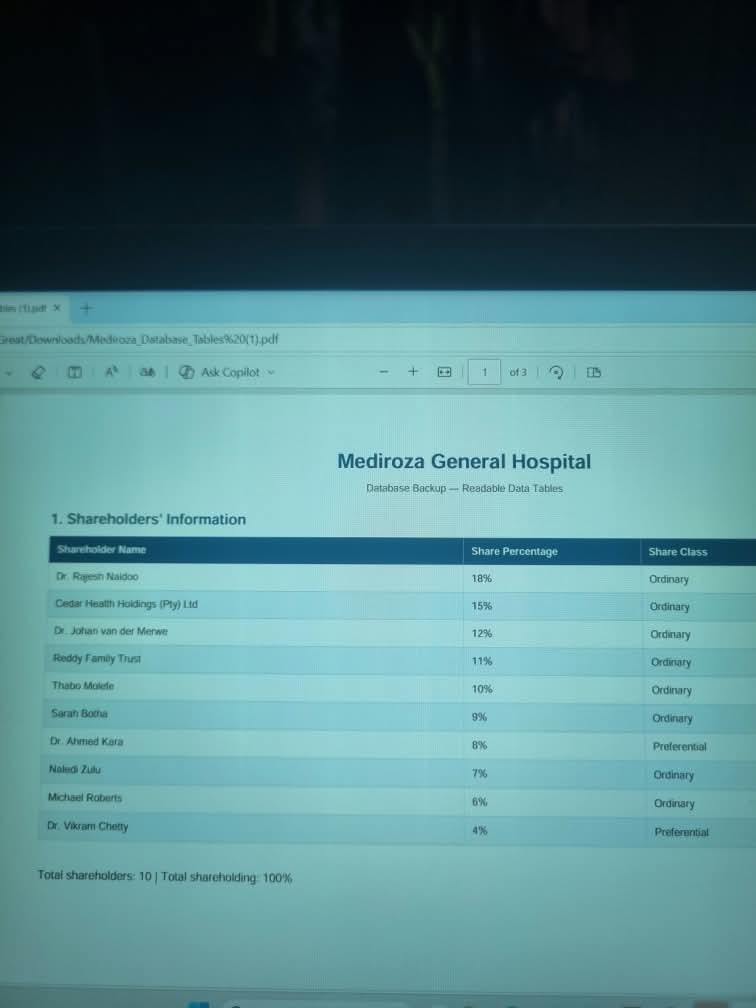 bles (1).pdf × +
Great/Downloads/Mediroza_Database_Tables%20(1).pdf
Ask Copilot
1 of 3
Mediroza General Hospital
Database Backup — Readable Data Tables
1. Shareholders' Information
Shareholder Name Share Percentage Share Class
Dr. Rajesh Naidoo 18% Ordinary
Cedar Health Holdings (Pty) Ltd 15% Ordinary
Dr. Johan van der Merwe 12% Ordinary
Reddy Family Trust 11% Ordinary
Thabo Molefe 10% Ordinary
Sarah Botha 9% Ordinary
Dr. Ahmed Kara 8% Preferential
Naledi Zulu 7% Ordinary
Michael Roberts 6% Ordinary
Dr. Vikram Chetty 4% Preferential
Total shareholders: 10 | Total shareholding: 100%